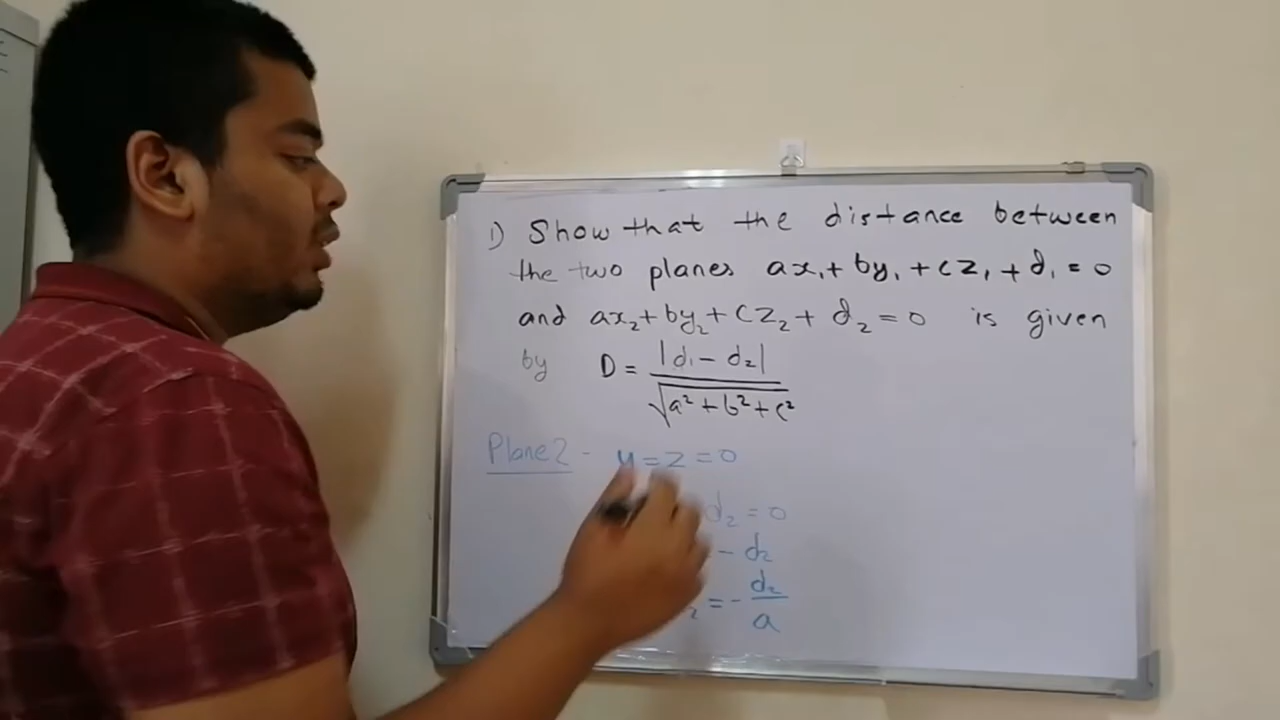 1) Show that the distance between
the two planes ax₁ + by₁ + cz₁ + d₁ = 0
and ax₂ + by₂ + cz₂ + d₂ = 0 is given
by D = |d₁ - d₂| / √a² + b² + c²
Plane 2 - y = z = 0
d₂ = 0
- d₂
₂ = - d₂ / a